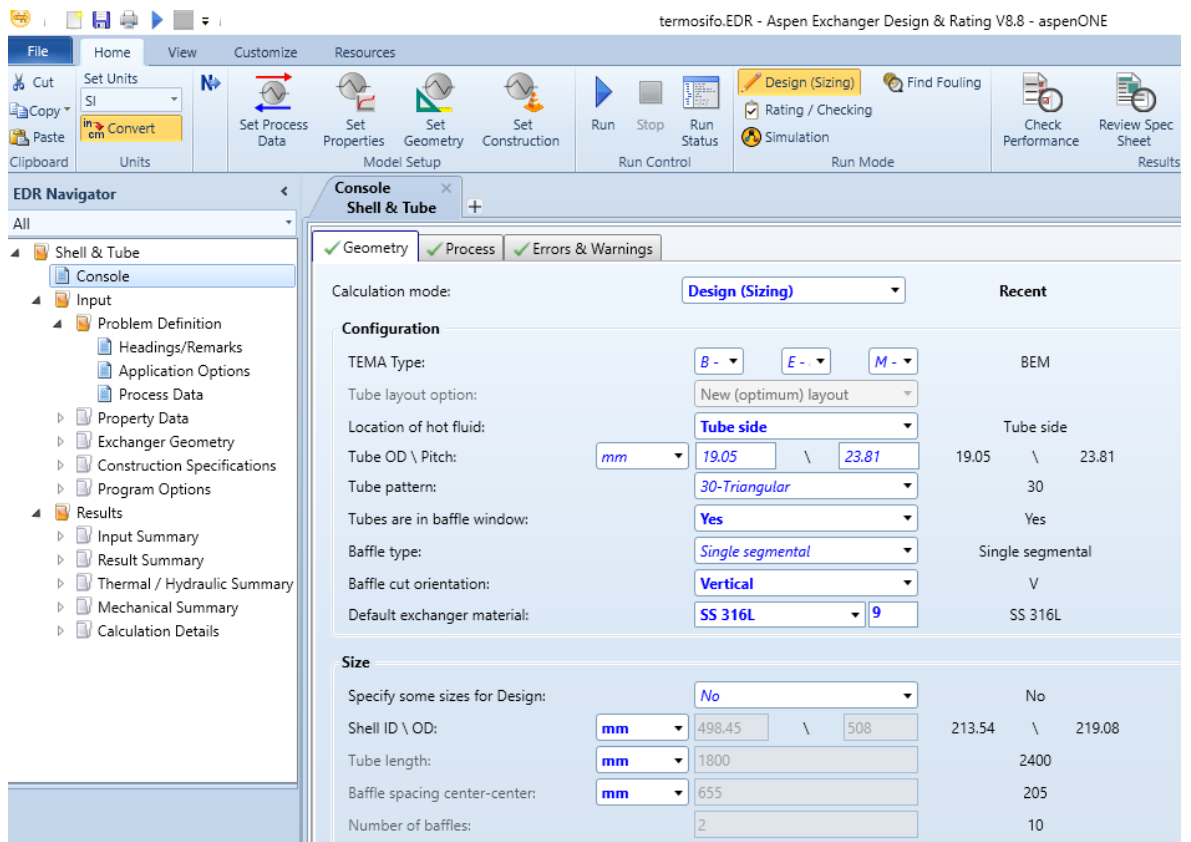 termosifo.EDR - Aspen Exchanger Design & Rating V8.8 - aspenONE
File Home View Customize Resources
Cut
Copy
Paste
Clipboard
Set Units
SI
in cm Convert
Units
Set Process Data
Set Properties
Set Geometry
Set Construction
Model Setup
Run
Stop
Run Status
Run Control
Design (Sizing)
Rating / Checking
Simulation
Find Fouling
Run Mode
Check Performance
Review Spec Sheet
Results
EDR Navigator
All
Shell & Tube
Console
Input
Problem Definition
Headings/Remarks
Application Options
Process Data
Property Data
Exchanger Geometry
Construction Specifications
Program Options
Results
Input Summary
Result Summary
Thermal / Hydraulic Summary
Mechanical Summary
Calculation Details
Console
Shell & Tube
Geometry Process Errors & Warnings
Calculation mode: Design (Sizing) Recent
Configuration
TEMA Type: B - E - M - BEM
Tube layout option: New (optimum) layout
Location of hot fluid: Tube side Tube side
Tube OD \ Pitch: mm 19.05 \ 23.81 19.05 \ 23.81
Tube pattern: 30-Triangular 30
Tubes are in baffle window: Yes Yes
Baffle type: Single segmental Single segmental
Baffle cut orientation: Vertical V
Default exchanger material: SS 316L 9 SS 316L
Size
Specify some sizes for Design: No No
Shell ID \ OD: mm 498.45 \ 508 213.54 \ 219.08
Tube length: mm 1800 2400
Baffle spacing center-center: mm 655 205
Number of baffles: 2 10